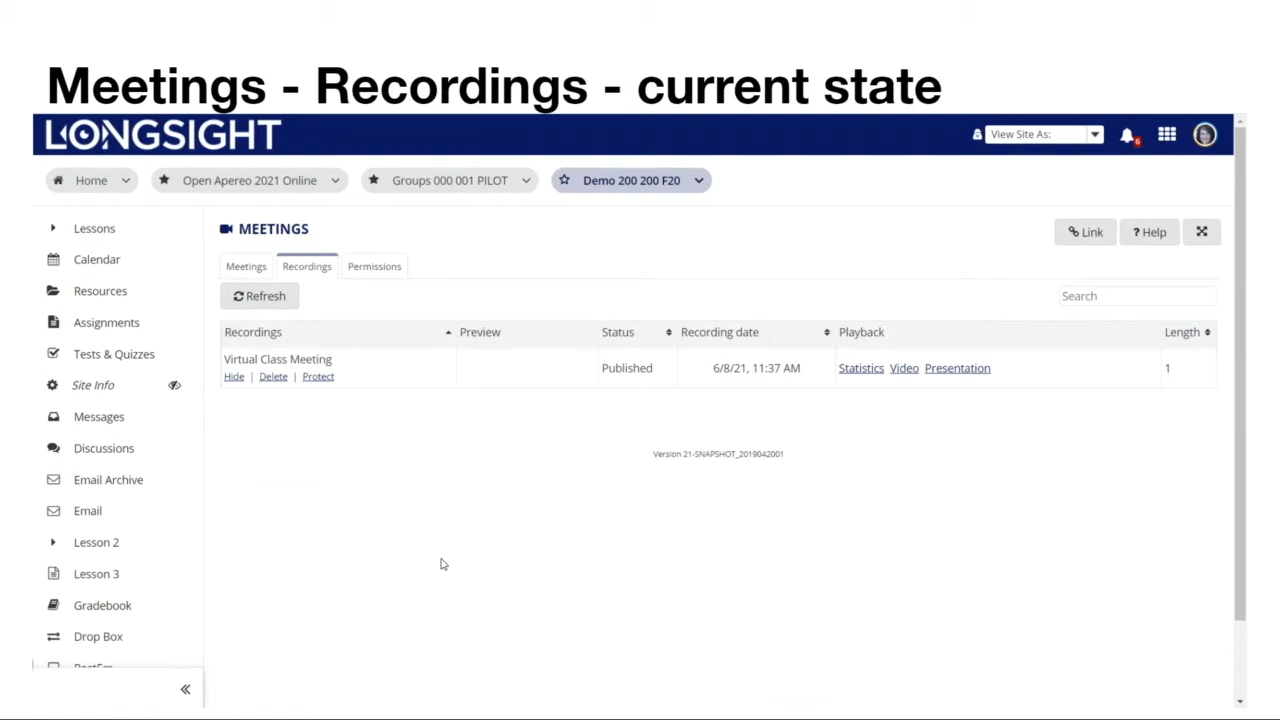 Meetings - Recordings - current state
LONGSIGHT
View Site As:
6
Home
Open Apereo 2021 Online
Groups 000 001 PILOT
Demo 200 200 F20
Lessons
Calendar
Resources
Assignments
Tests & Quizzes
Site Info
Messages
Discussions
Email Archive
Email
Lesson 2
Lesson 3
Gradebook
Drop Box
MEETINGS
Link
? Help
Meetings Recordings Permissions
Refresh
Search
Recordings Preview Status Recording date Playback Length
Virtual Class Meeting
Hide | Delete | Protect
Published 6/8/21, 11:37 AM Statistics Video Presentation 1
Version 21-SNAPSHOT_2019042001